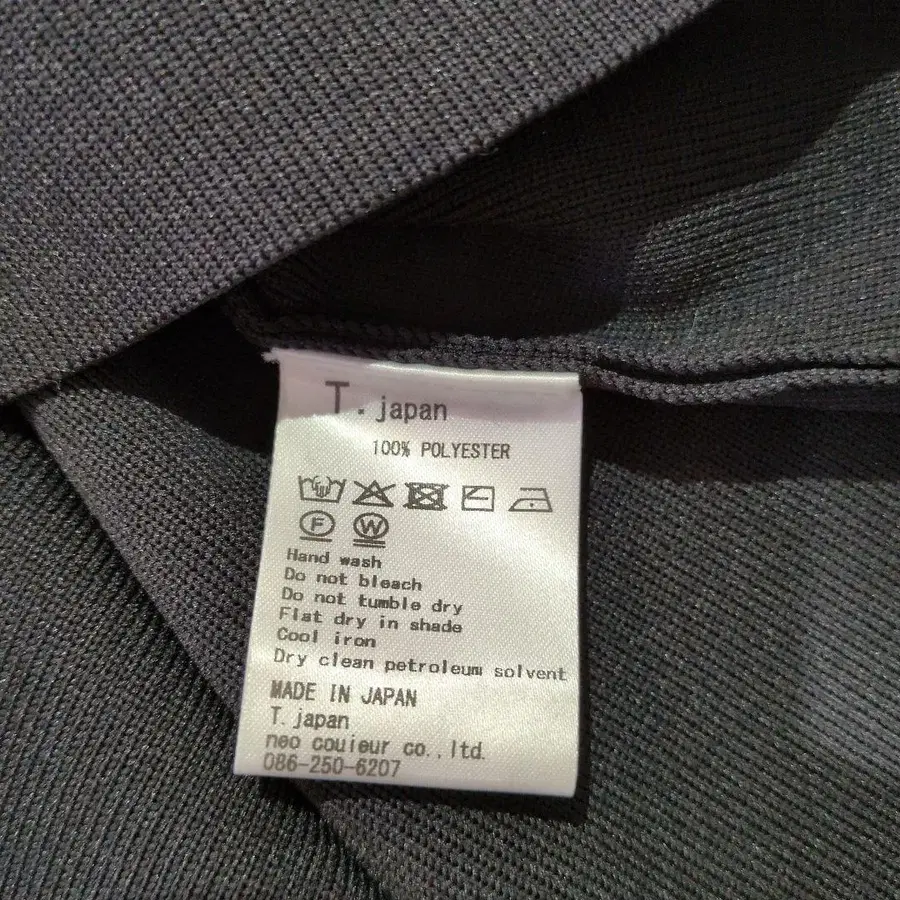 T. japan
100% POLYESTER
F W
Hand wash
Do not bleach
Do not tumble dry
Flat dry in shade
Cool iron
Dry clean petroleum solvent
MADE IN JAPAN
T. japan
neo couieur co., ltd.
086-250-6207